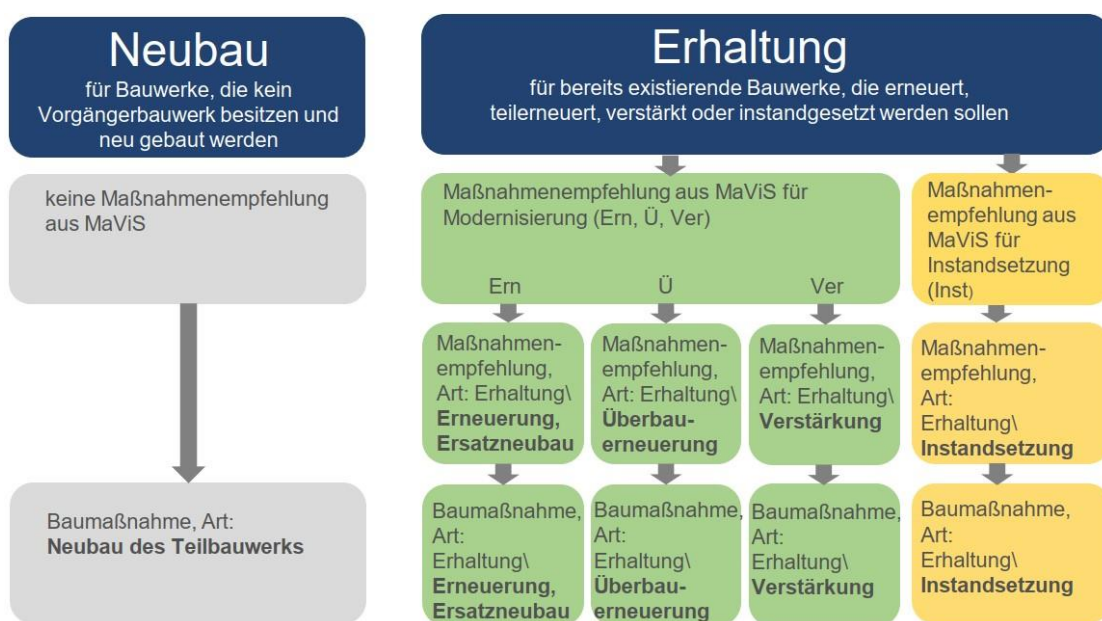 Neubau
für Bauwerke, die kein
Vorgängerbauwerk besitzen und
neu gebaut werden
keine Maßnahmenempfehlung
aus MaViS
Baumaßnahme, Art:
Neubau des Teilbauwerks
Erhaltung
für bereits existierende Bauwerke, die erneuert,
teilerneuert, verstärkt oder instandgesetzt werden sollen
Maßnahmenempfehlung aus MaViS für
Modernisierung (Ern, Ü, Ver)
Ern
Ü
Ver
Maßnahmen-
empfehlung aus
MaViS für
Instandsetzung
(Inst)
Maßnahmen-
empfehlung,
Art: Erhaltung\
Erneuerung,
Ersatzneubau
Maßnahmen-
empfehlung,
Art: Erhaltung\
Überbau-
erneuerung
Maßnahmen-
empfehlung,
Art: Erhaltung\
Verstärkung
Maßnahmen-
empfehlung,
Art:
Erhaltung\
Instandsetzung
Baumaßnahme,
Art:
Erhaltung\
Erneuerung,
Ersatzneubau
Baumaßnahme,
Art:
Erhaltung\
Überbau-
erneuerung
Baumaßnahme,
Art:
Erhaltung\
Verstärkung
Baumaßnahme,
Art:
Erhaltung\
Instandsetzung